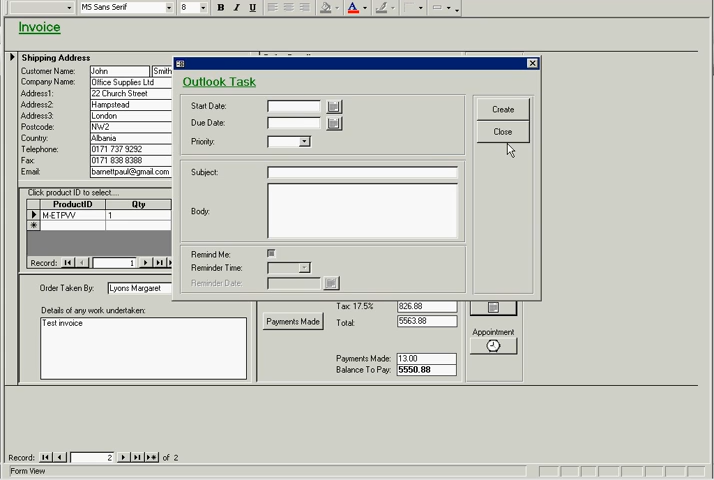 MS Sans Serif 8 B I U
Invoice
Shipping Address
Customer Name: John Smith
Company Name: Office Supplies Ltd
Address1: 22 Church Street
Address2: Hampstead
Address3: London
Postcode: NW2
Country: Albania
Telephone: 0171 737 9292
Fax: 0171 838 8388
Email: barnettpaul@gmail.com
Click product ID to select....
ProductID Qty
M-ETPVV 1
Record: 1
Order Taken By: Lyons Margaret
Details of any work undertaken:
Test invoice
Outlook Task
Start Date:
Due Date:
Priority:
Subject:
Body:
Remind Me:
Reminder Time:
Reminder Date:
Create
Close
Tax: 17.5% 826.88
Payments Made Total: 5563.88
Payments Made: 13.00
Balance To Pay: 5550.88
Appointment
Record: 2 of 2
Form View